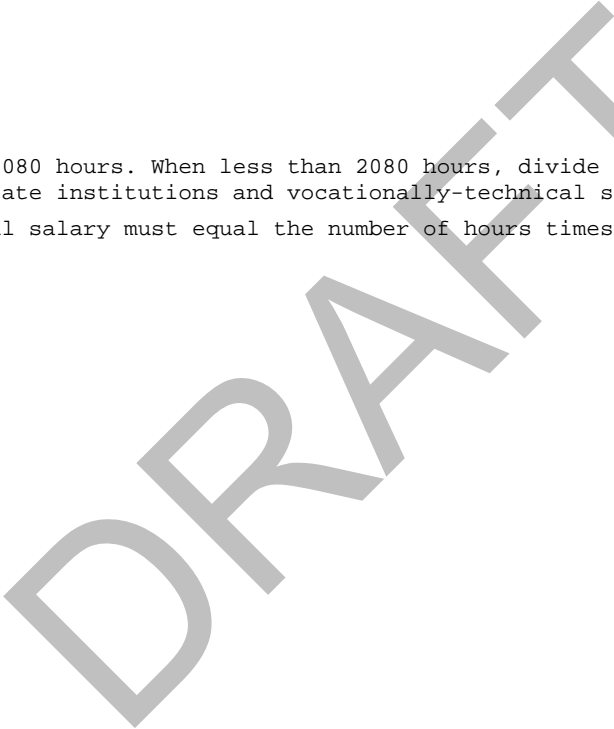 080 hours. When less than 2080 hours, divide
ate institutions and vocationally-technical s
l salary must equal the number of hours times
DRAFT